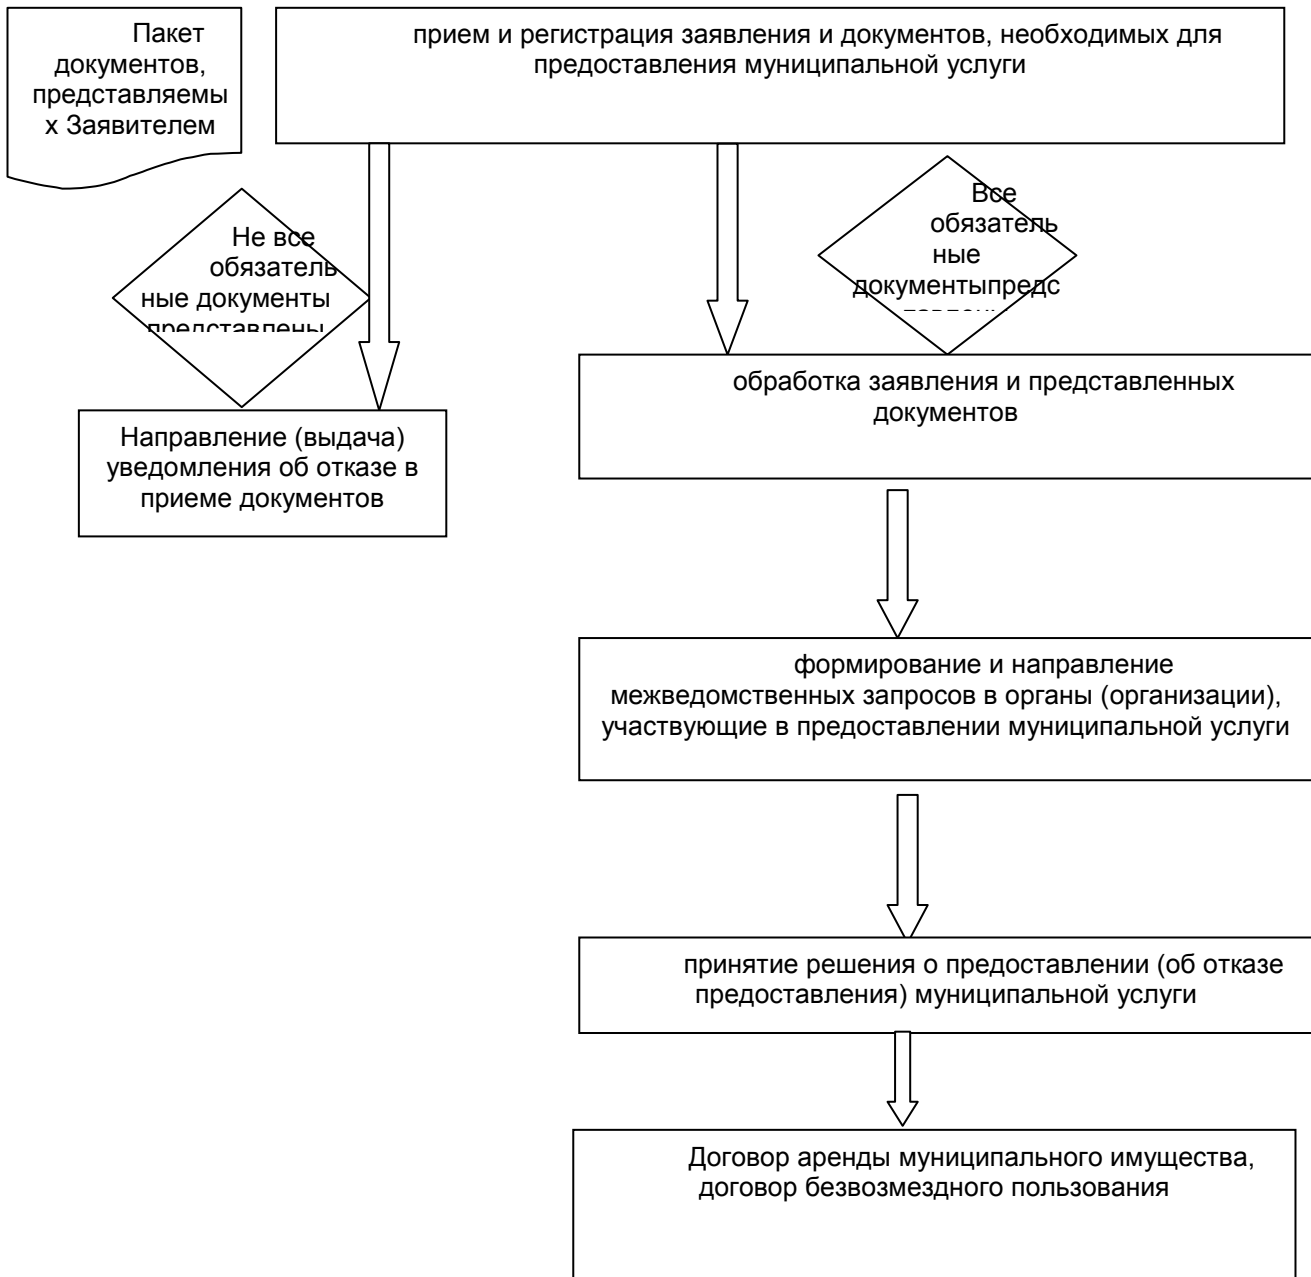 Пакет
документов,
представляемы
х Заявителем
прием и регистрация заявления и документов, необходимых для
предоставления муниципальной услуги
Не все
обязатель
ные документы
представлены
Все
обязатель
ные
документыпредс
обработка заявления и представленных
документов
Направление (выдача)
уведомления об отказе в
приеме документов
формирование и направление
межведомственных запросов в органы (организации),
участвующие в предоставлении муниципальной услуги
принятие решения о предоставлении (об отказе
предоставления) муниципальной услуги
Договор аренды муниципального имущества,
договор безвозмездного пользования